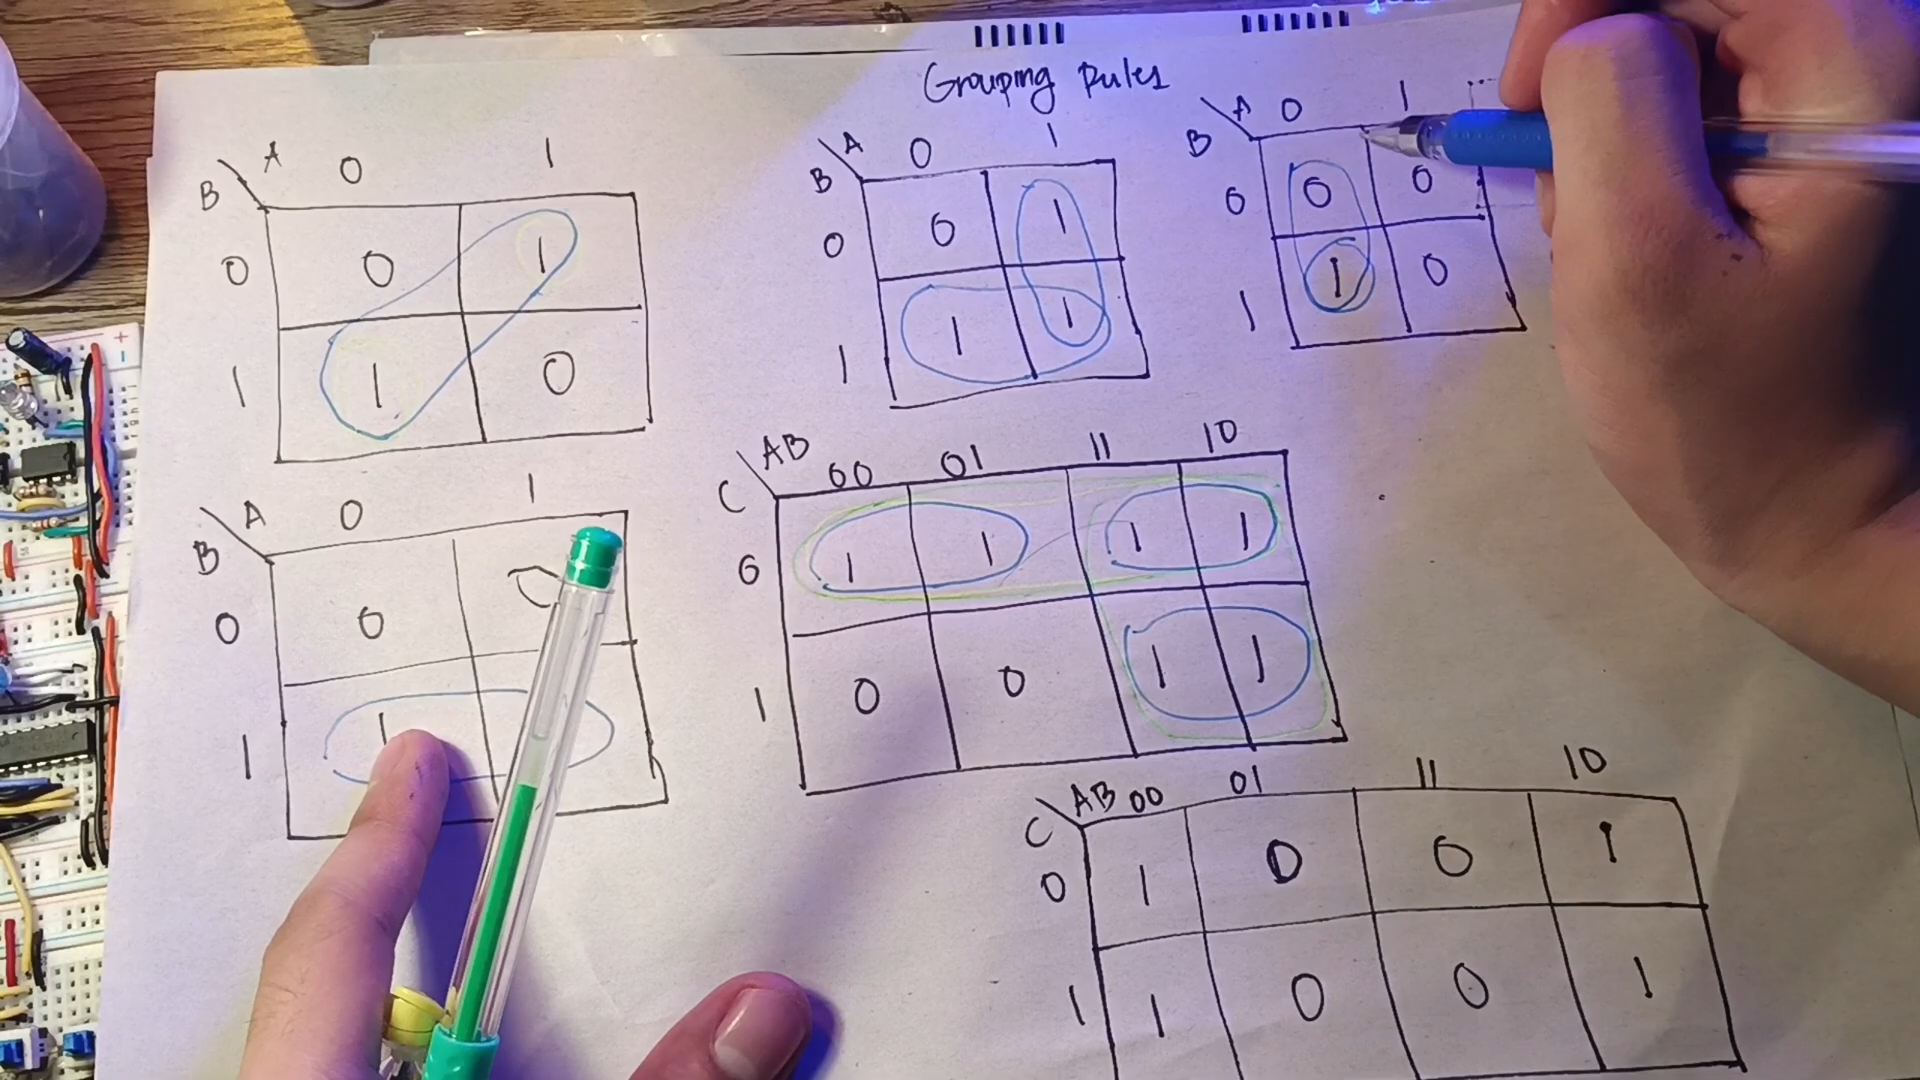 Grouping Rules
A 0 1
B
0 0 1
1 1 0
A 0 1
B
0 0 1
1 1 1
A 0 1
B
0 0 0
1 1 0
A 0 1
B
0 0
1 1
AB 00 01 11 10
C
0 1 1 1 1
1 0 0 1 1
AB 00 01 11 10
C
0 1 0 0 1
1 1 0 0 1